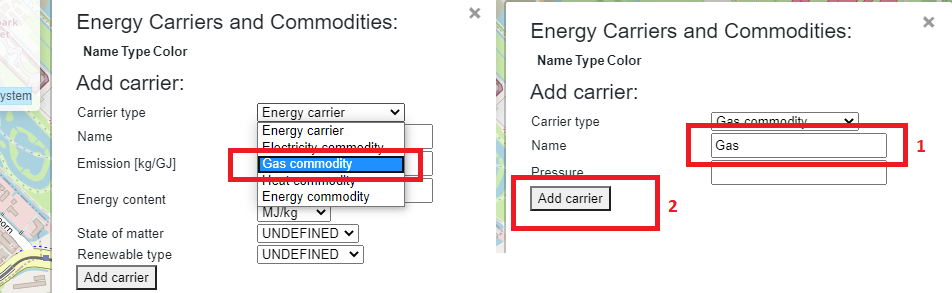 Energy Carriers and Commodities:
×
Name Type Color
Add carrier:
Carrier type
Energy carrier
Energy carrier
Electricity commodity
Gas commodity
Heat commodity
Energy commodity
Name
Emission [kg/GJ]
Energy content
MJ/kg
State of matter
UNDEFINED
Renewable type
UNDEFINED
Add carrier
ystem
Energy Carriers and Commodities:
×
Name Type Color
Add carrier:
Carrier type
Gas commodity
Name
Gas
1
Pressure
Add carrier
2